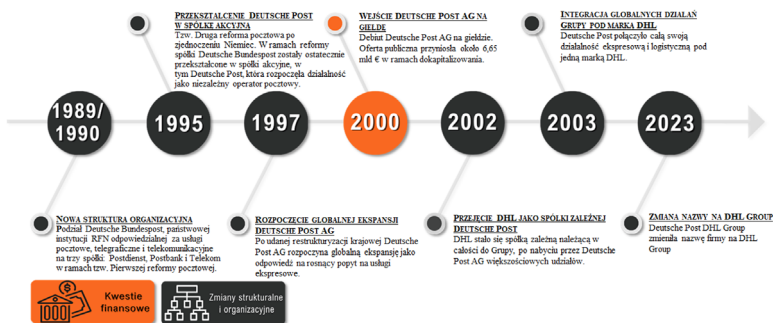 PRZEKSZTAŁCENIE DEUTSCHE POST
W SPÓŁKĘ AKCYJNĄ
Tzw. Druga reforma pocztowa po
zjednoczeniu Niemiec. W ramach reformy
spółki Deutsche Bundespost zostały ostatecznie
przekształcone w spółki akcyjne, w
tym Deutsche Post, która rozpoczęła działalność
jako niezależny operator pocztowy.
WEJŚCIE DEUTSCHE POST AG NA
GIEŁDĘ
Debiut Deutsche Post AG na giełdzie.
Oferta publiczna przyniosła około 6,65
mld € w ramach dokapitalizowania.
INTEGRACJA GLOBALNYCH DZIAŁAŃ
GRUPY POD MARKĄ DHL
Deutsche Post połączyło całą swoją
działalność ekspresową i logistyczną pod
jedną marką DHL.
1989/
1990
1995
1997
2000
2002
2003
2023
NOWA STRUKTURA ORGANIZACYJNA
Podział Deutsche Bundespost, państwowej
instytucji RFN odpowiedzialnej za usługi
pocztowe, telegraficzne i telekomunikacyjne
na trzy spółki: Postdienst, Postbank i Telekom
w ramach tzw. Pierwszej reformy pocztowej.
ROZPOCZĘCIE GLOBALNEJ EKSPANSJI
DEUTSCHE POST AG
Po udanej restrukturyzacji krajowej Deutsche
Post AG rozpoczyna globalną ekspansję jako
odpowiedź na rosnący popyt na usługi
ekspresowe.
PRZEJĘCIE DHL JAKO SPÓŁKI ZALEŻNEJ
DEUTSCHE POST
DHL stało się spółką zależną należącą w
całości do Grupy, po nabyciu przez Deutsche
Post AG większościowych udziałów.
ZMIANA NAZWY NA DHL GROUP
Deutsche Post DHL Group
zmieniła nazwę firmy na DHL
Group
Kwestie
finansowe
Zmiany strukturalne
i organizacyjne